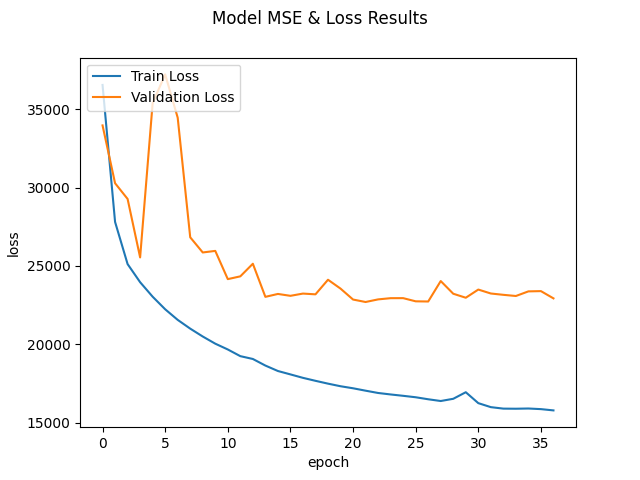 Model MSE & Loss Results
Train Loss
Validation Loss
35000
30000
25000
20000
15000
loss
0 5 10 15 20 25 30 35
epoch